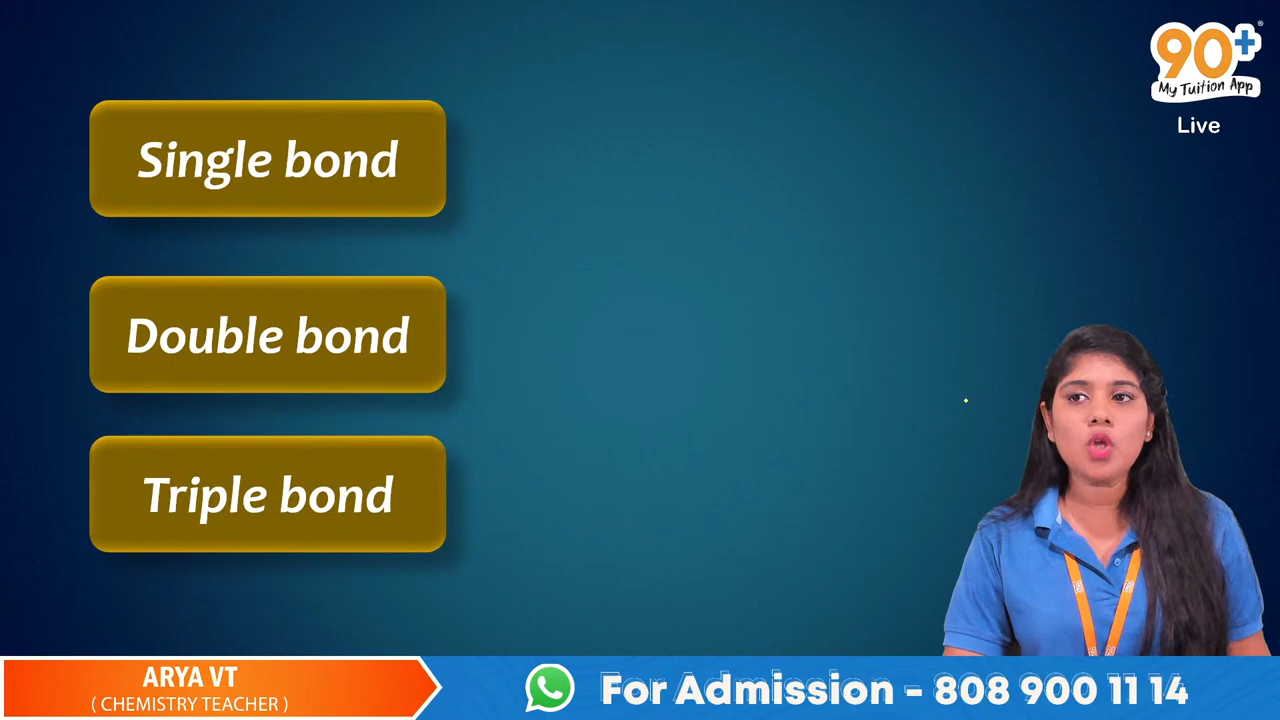 90+
My Tuition App
Live
Single bond
Double bond
Triple bond
ARYA VT
( CHEMISTRY TEACHER )
For Admission - 808 900 11 14